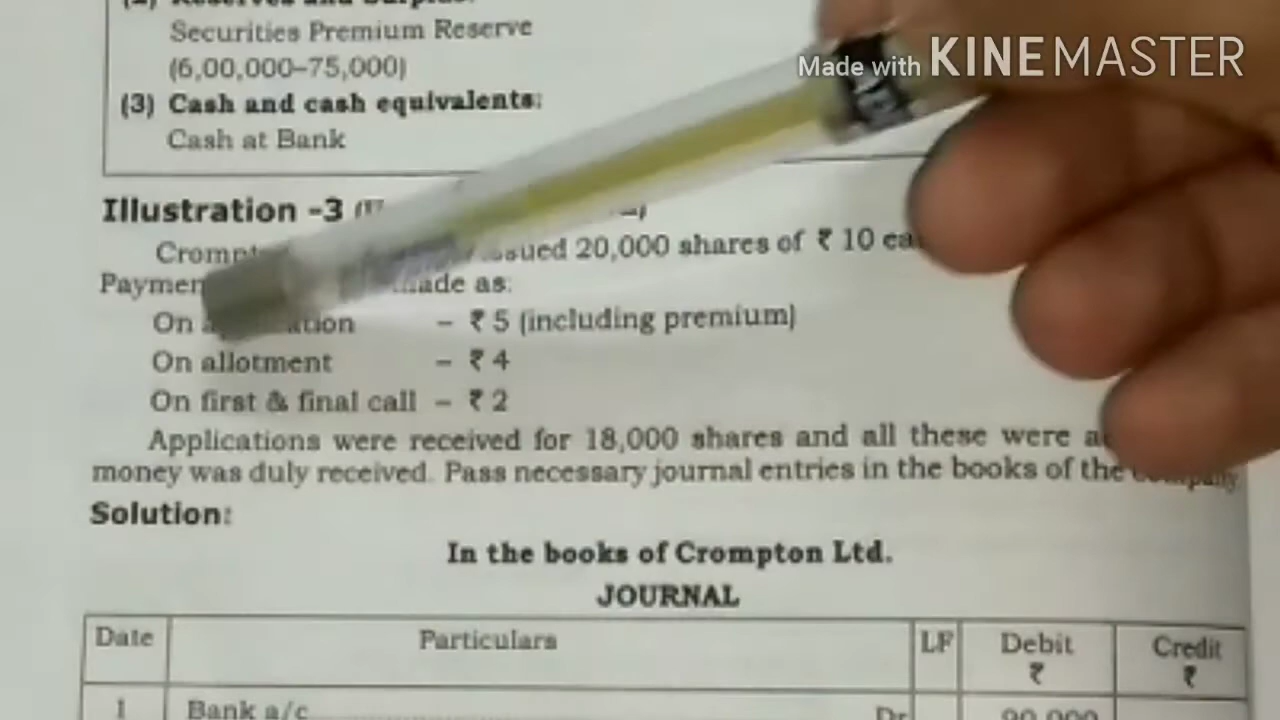 Securities Premium Reserve
(6,00,000–75,000)
Made with KINEMASTER
(3) Cash and cash equivalents:
Cash at Bank
Illustration -3
20,000 shares of ₹ 10
as:
On – ₹ 5 (including premium)
On allotment – ₹ 4
On first & final call – ₹ 2
Applications were received for 18,000 shares and all these were
money was duly received. Pass necessary journal entries in the books of the
Solution:
In the books of Crompton Ltd.
JOURNAL
Date Particulars LF Debit Credit
₹ ₹
1 Bank a/c Dr